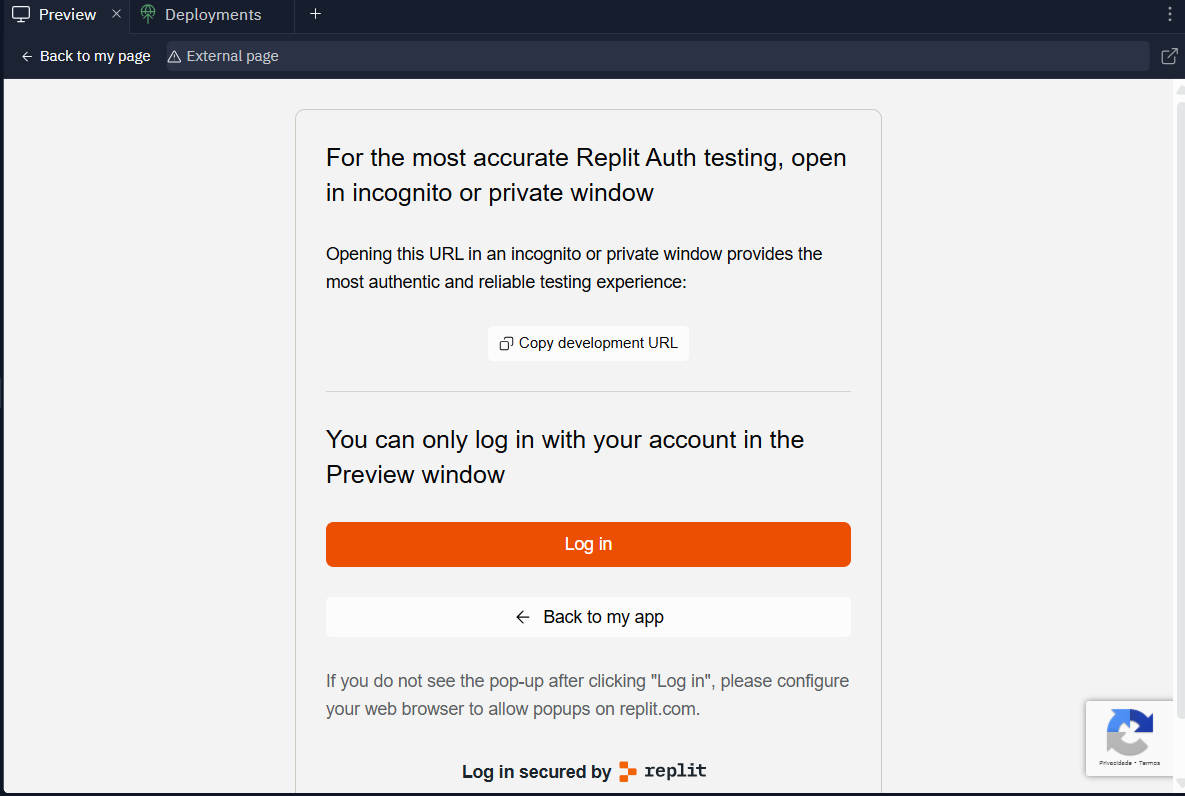 Preview
Deployments
Back to my page
External page
For the most accurate Replit Auth testing, open
in incognito or private window
Opening this URL in an incognito or private window provides the
most authentic and reliable testing experience:
Copy development URL
You can only log in with your account in the
Preview window
Log in
Back to my app
If you do not see the pop-up after clicking "Log in", please configure
your web browser to allow popups on replit.com.
Log in secured by replit
Privacidade - Termos